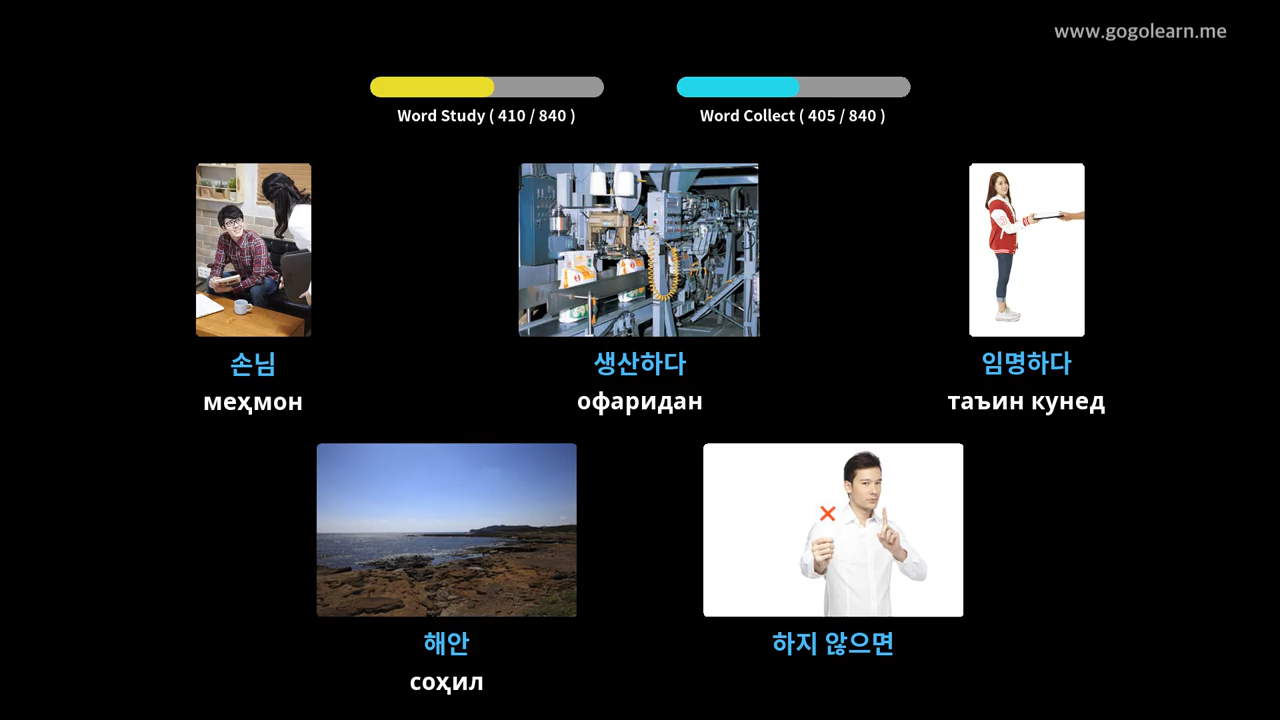 www.gogolearn.me
Word Study ( 410 / 840 )
Word Collect ( 405 / 840 )
손님
меҳмон
생산하다
офаридан
임명하다
таъин кунед
해안
соҳил
하지 않으면